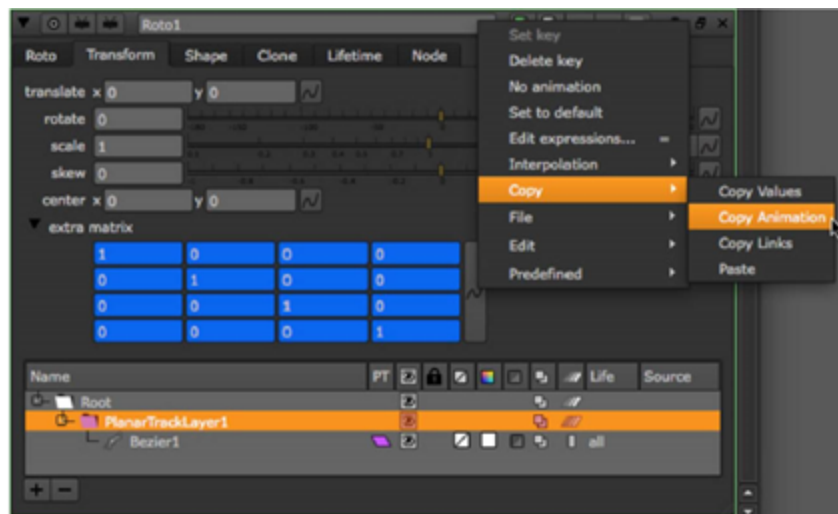 Roto1
Roto Transform Shape Clone Lifetime Node
translate x 0 y 0
rotate 0
scale 1
skew 0
center x 0 y 0
extra matrix
1 0 0 0
0 1 0 0
0 0 1 0
0 0 0 1
Set key
Delete key
No animation
Set to default
Edit expressions... =
Interpolation
Copy
File
Edit
Predefined
Copy Values
Copy Animation
Copy Links
Paste
Name PT Life Source
Root
PlanarTrackLayer1
Bezier1 all